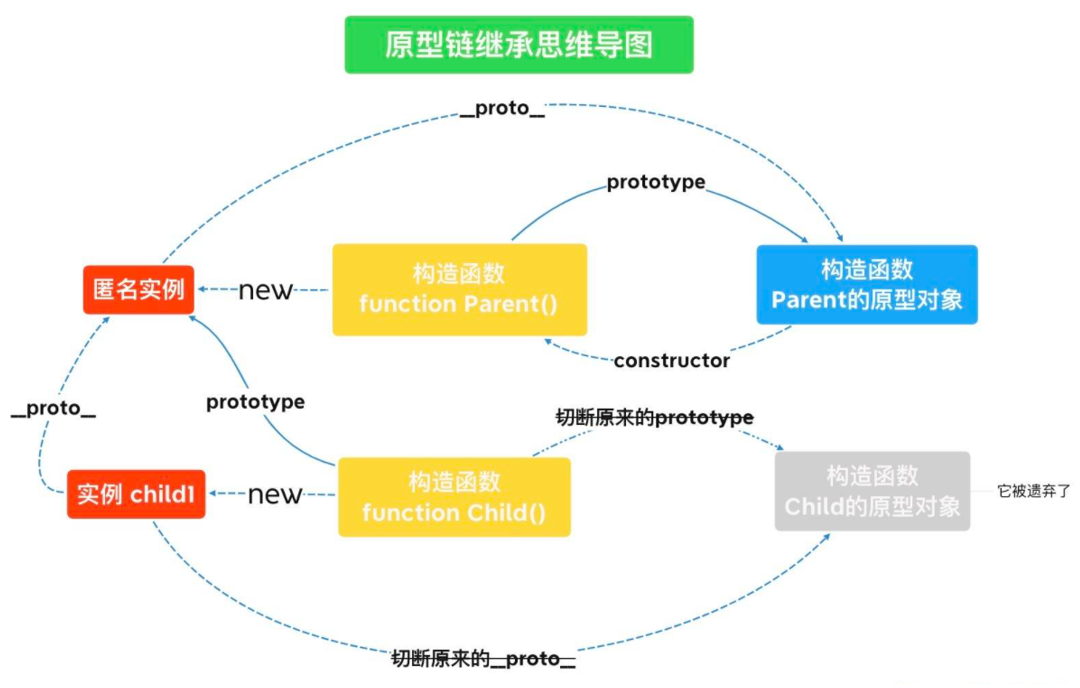 原型链继承思维导图
__proto__
prototype
构造函数
function Parent()
构造函数
Parent的原型对象
匿名实例
new
constructor
__proto__
prototype
切断原来的prototype
构造函数
function Child()
构造函数
Child的原型对象
它被遗弃了
实例 child1
new
切断原来的__proto__